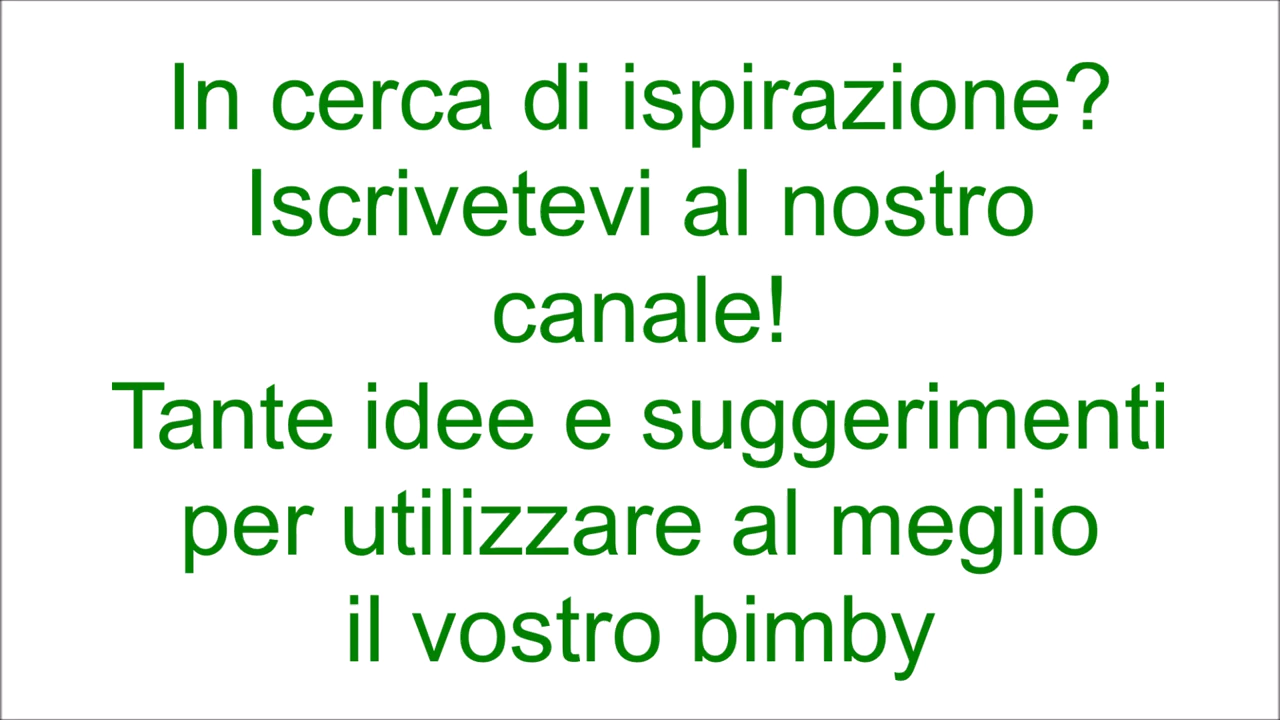 In cerca di ispirazione?
Iscrivetevi al nostro
canale!
Tante idee e suggerimenti
per utilizzare al meglio
il vostro bimby